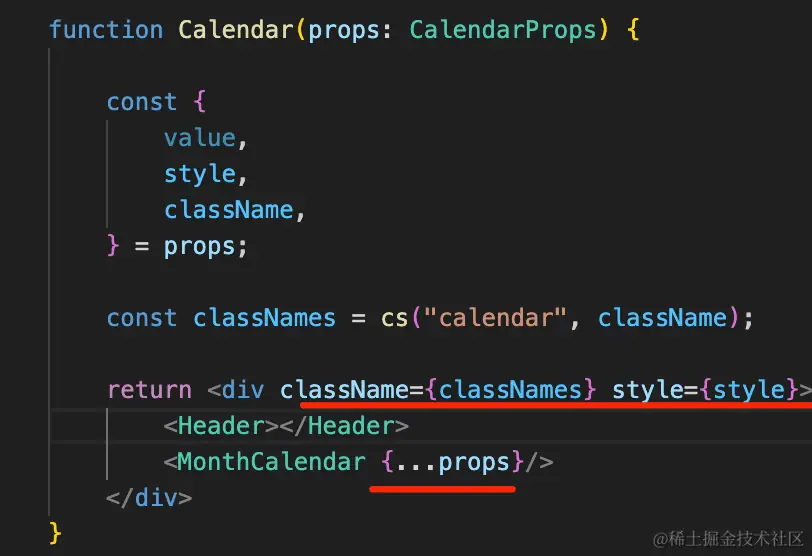 function Calendar(props: CalendarProps) {
const {
value,
style,
className,
} = props;
const classNames = cs("calendar", className);
return <div className={classNames} style={style}>
<Header></Header>
<MonthCalendar {...props}/>
</div>
}
@稀土掘金技术社区